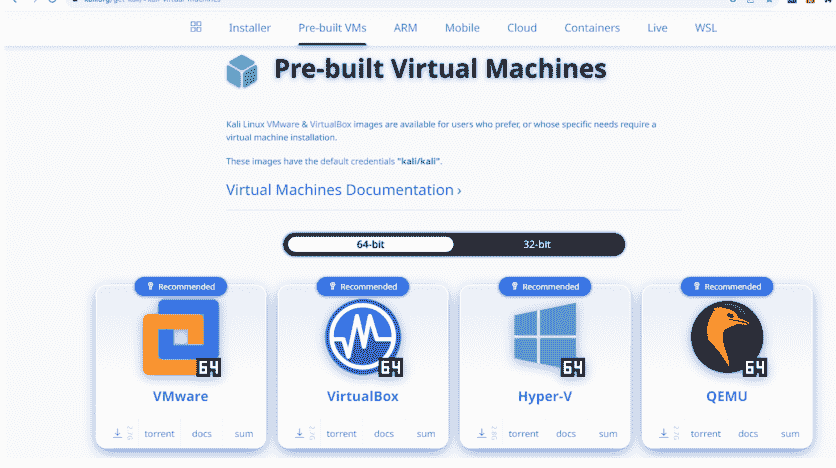 Installer Pre-built VMs ARM Mobile Cloud Containers Live WSL
Pre-built Virtual Machines
Kali Linux VMware & VirtualBox images are available for users who prefer, or whose specific needs require a
virtual machine installation.
These images have the default credentials "kali/kali".
Virtual Machines Documentation ›
64-bit 32-bit
Recommended Recommended Recommended Recommended
64 64 64 64
VMware VirtualBox Hyper-V QEMU
torrent docs sum torrent docs sum torrent docs sum torrent docs sum